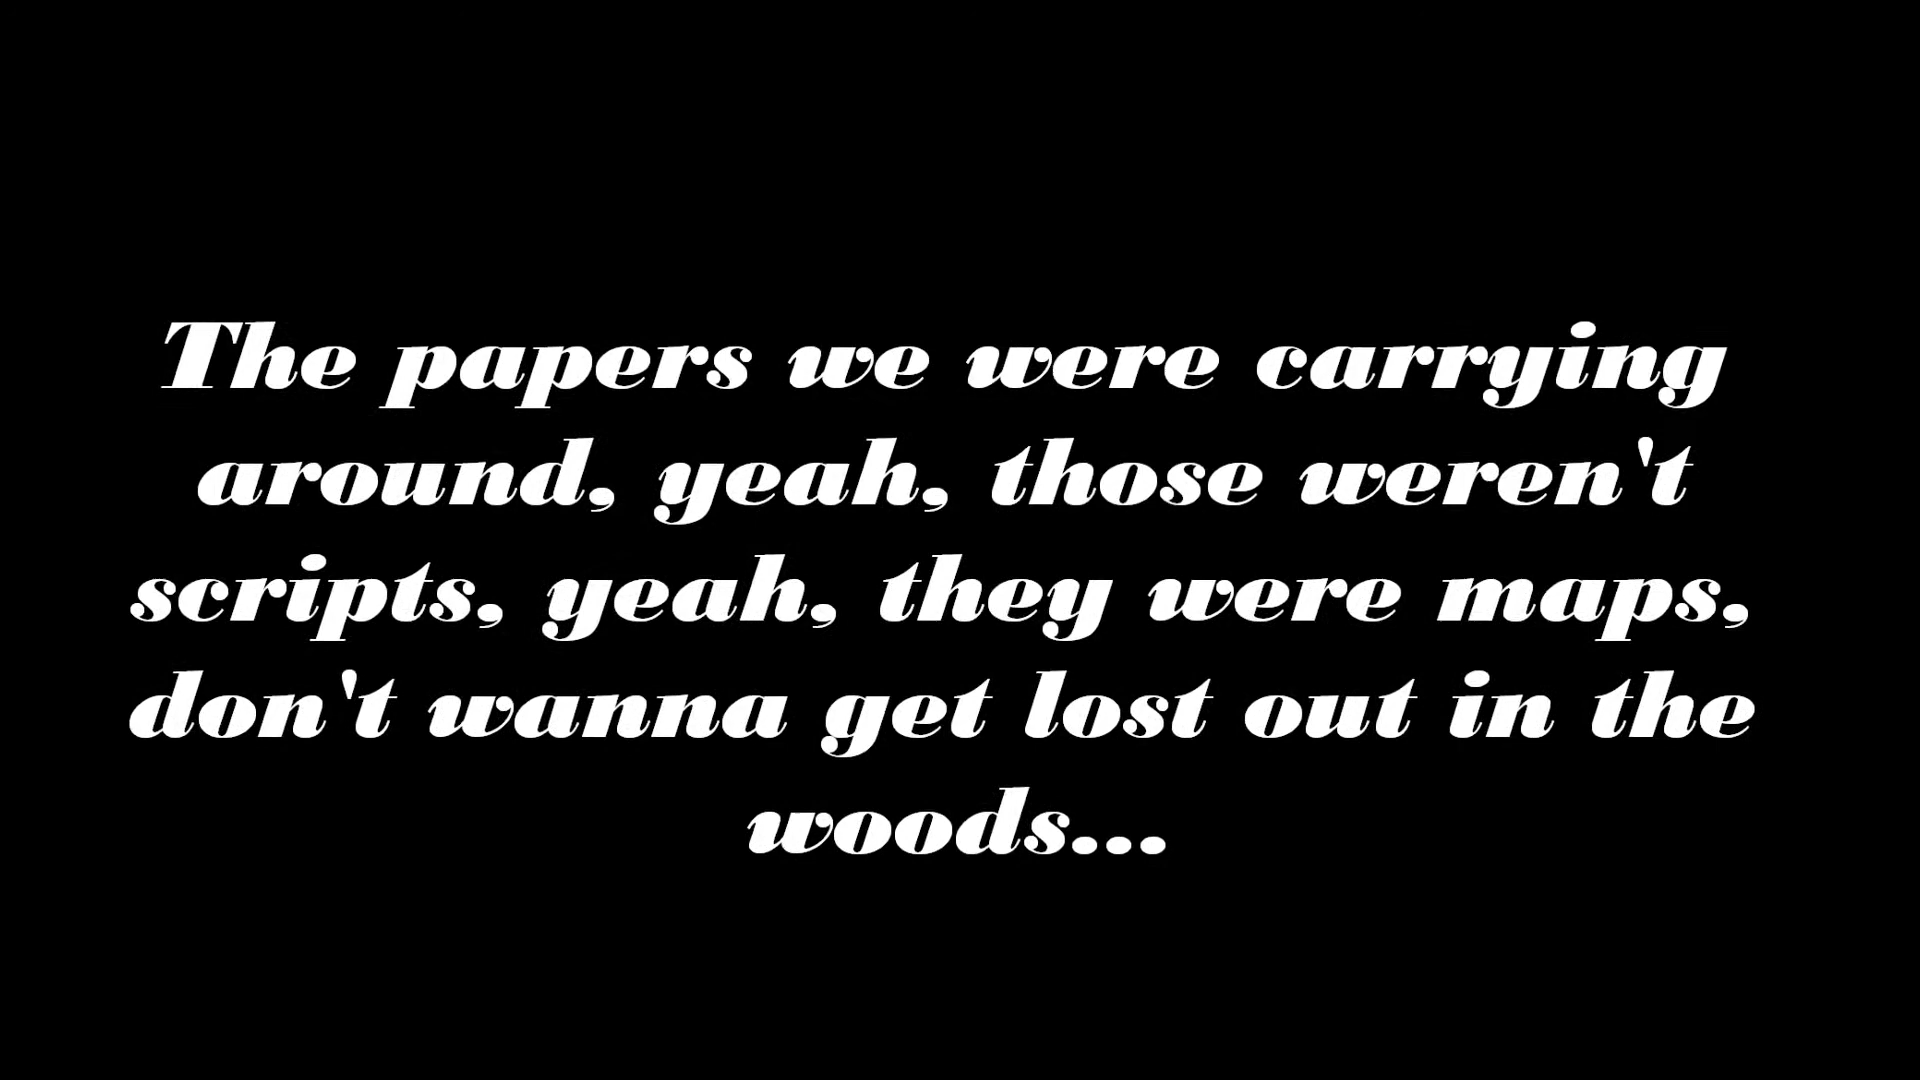 The papers we were carrying
around, yeah, those weren't
scripts, yeah, they were maps,
don't wanna get lost out in the
woods...